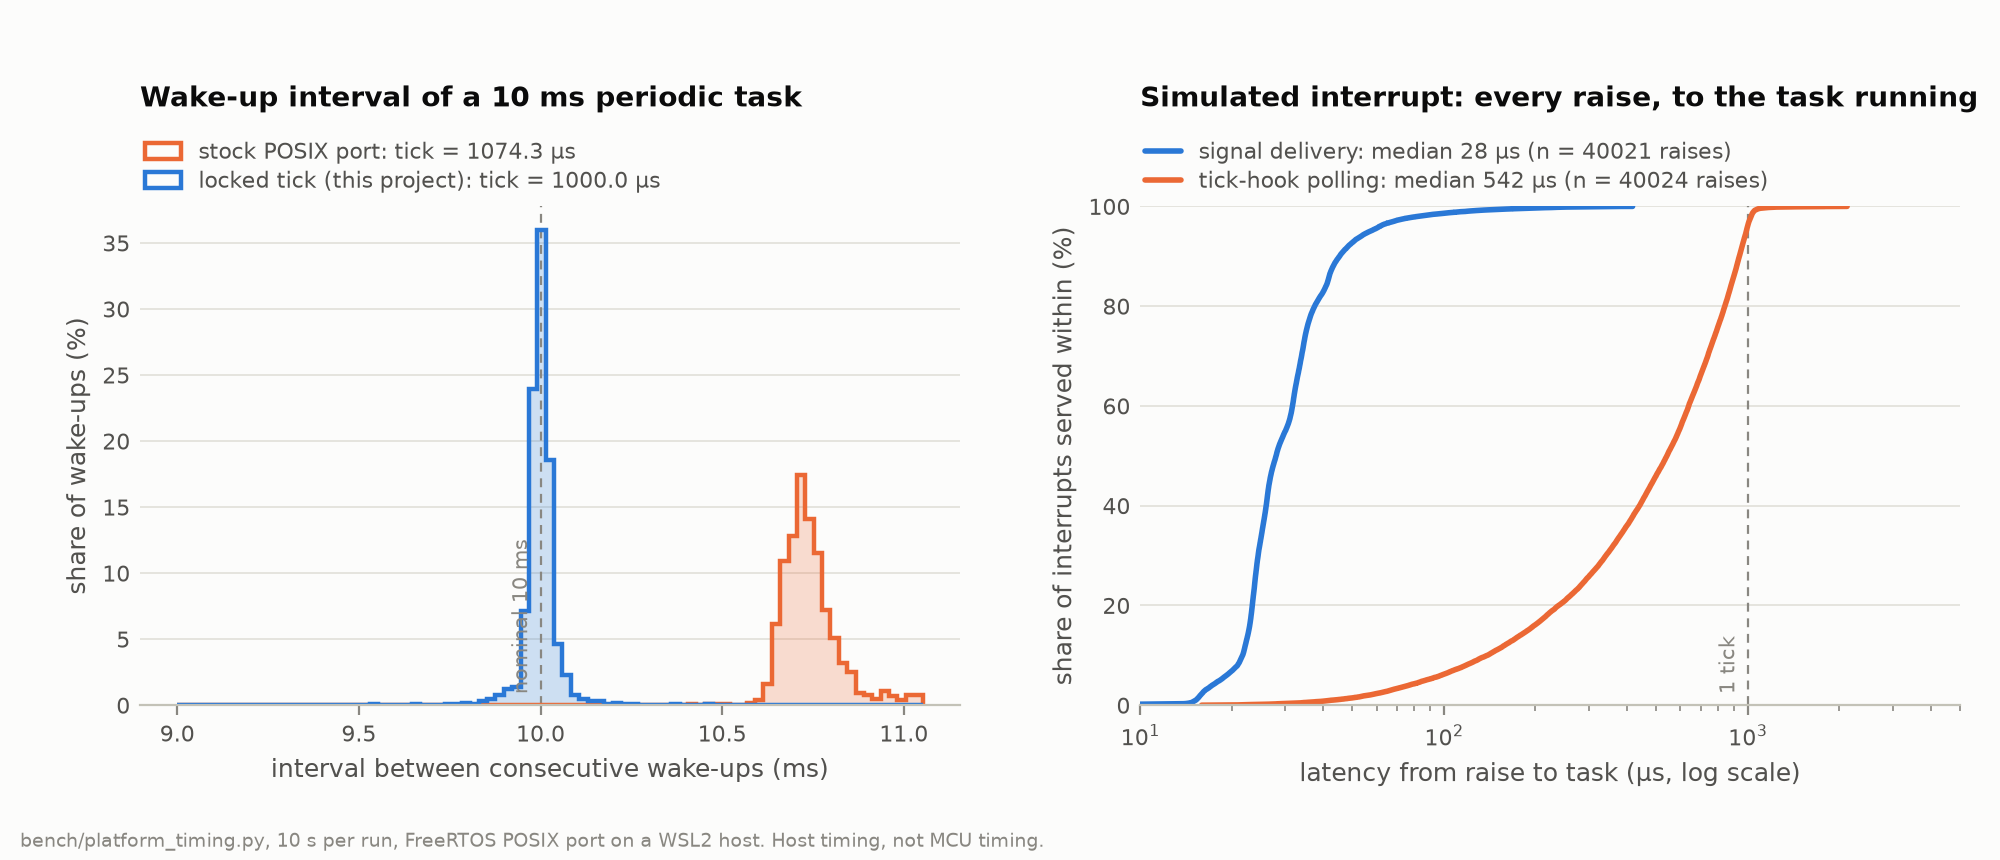 Wake-up interval of a 10 ms periodic task
stock POSIX port: tick = 1074.3 µs
locked tick (this project): tick = 1000.0 µs
share of wake-ups (%)
35
30
25
20
15
10
5
0
nominal 10 ms
9.0 9.5 10.0 10.5 11.0
interval between consecutive wake-ups (ms)
Simulated interrupt: every raise, to the task running
signal delivery: median 28 µs (n = 40021 raises)
tick-hook polling: median 542 µs (n = 40024 raises)
share of interrupts served within (%)
100
80
60
40
20
0
1 tick
10¹ 10² 10³
latency from raise to task (µs, log scale)
bench/platform_timing.py, 10 s per run, FreeRTOS POSIX port on a WSL2 host. Host timing, not MCU timing.